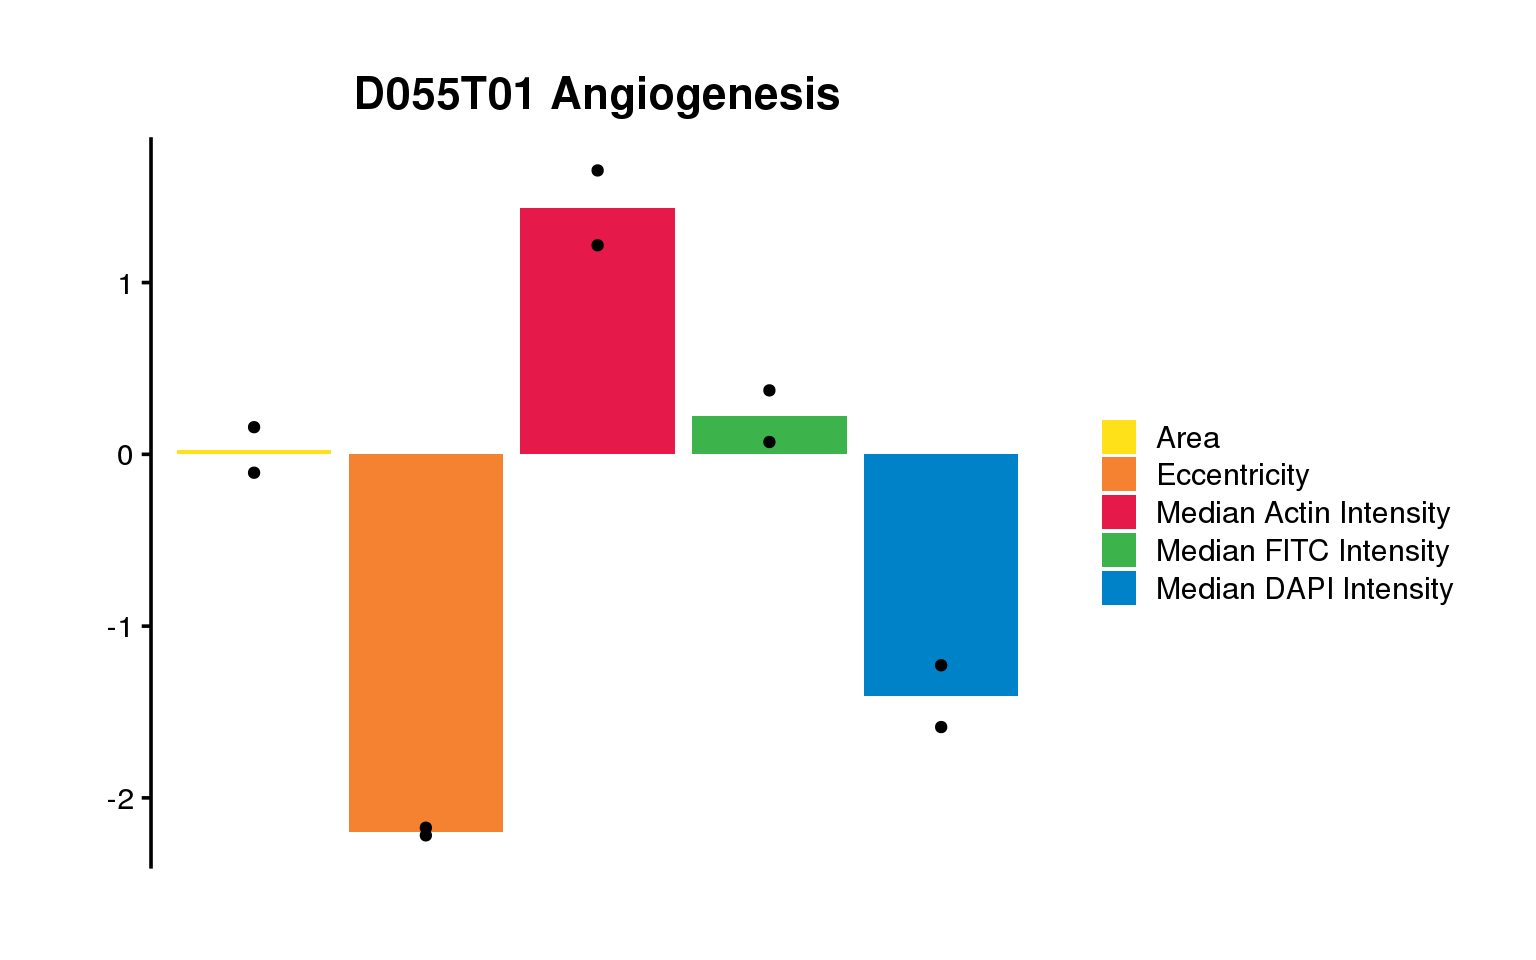 D055T01 Angiogenesis
1
0
-1
-2
Area
Eccentricity
Median Actin Intensity
Median FITC Intensity
Median DAPI Intensity